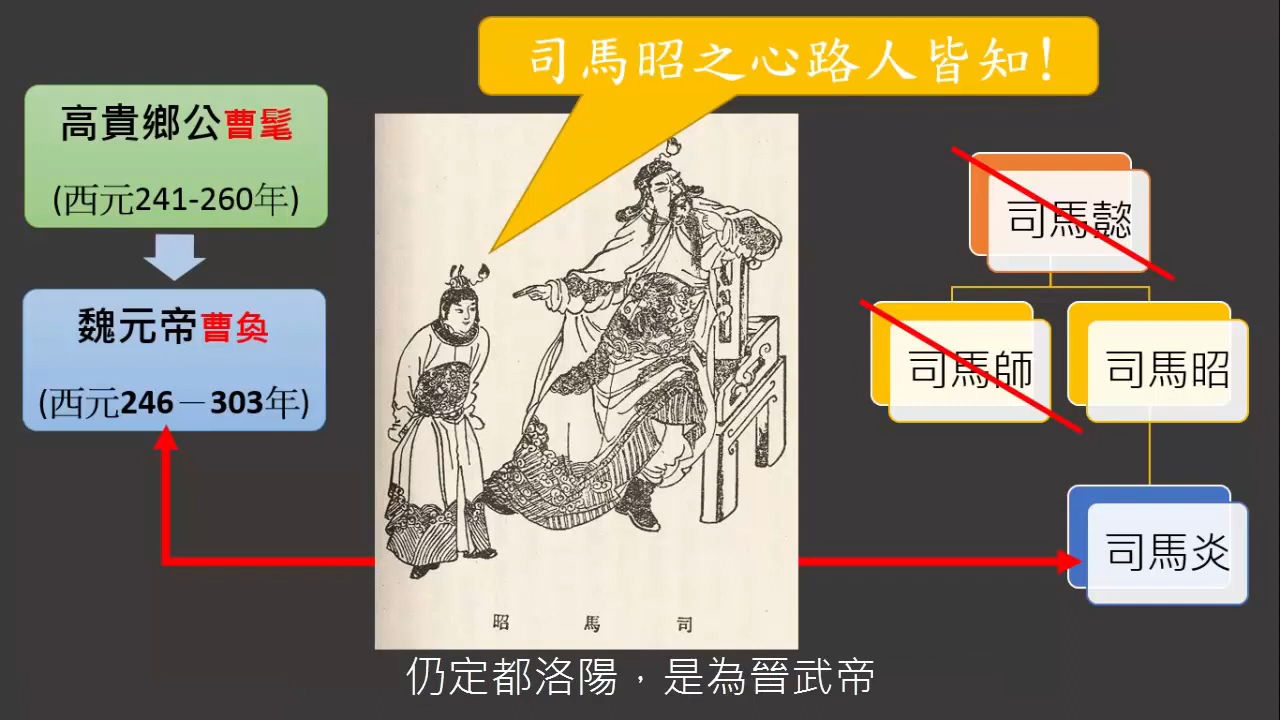 司馬昭之心路人皆知!
高貴鄉公曹髦
(西元241-260年)
魏元帝曹奐
(西元246－303年)
司馬懿
司馬師
司馬昭
司馬炎
昭 馬 司
仍定都洛陽，是為晉武帝